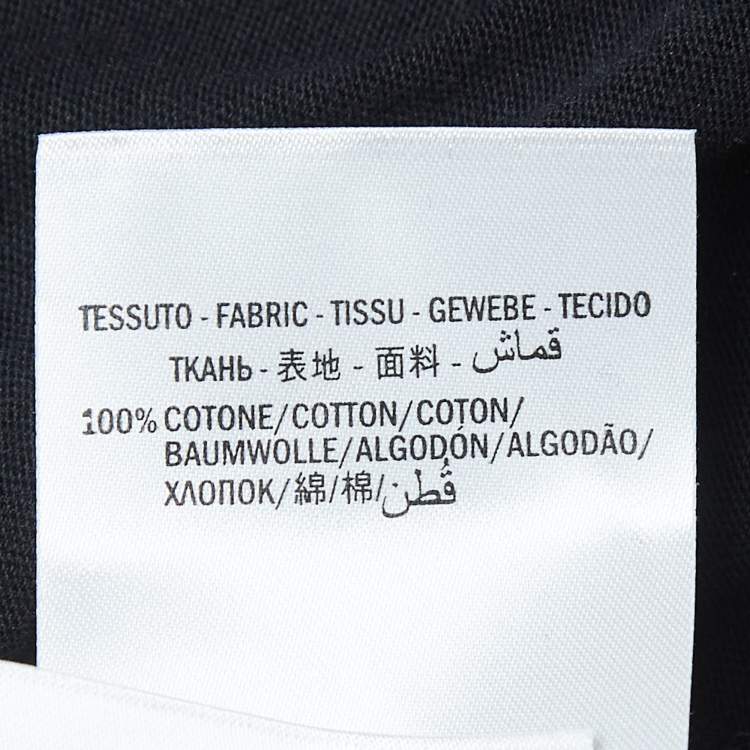 TESSUTO - FABRIC - TISSU - GEWEBE - TECIDO
ТКАНЬ - 表地 - 面料 - قماش
100% COTONE/COTTON/COTON/
BAUMWOLLE/ALGODÓN/ALGODÃO/
ХЛОПОК/綿/棉/قُطن